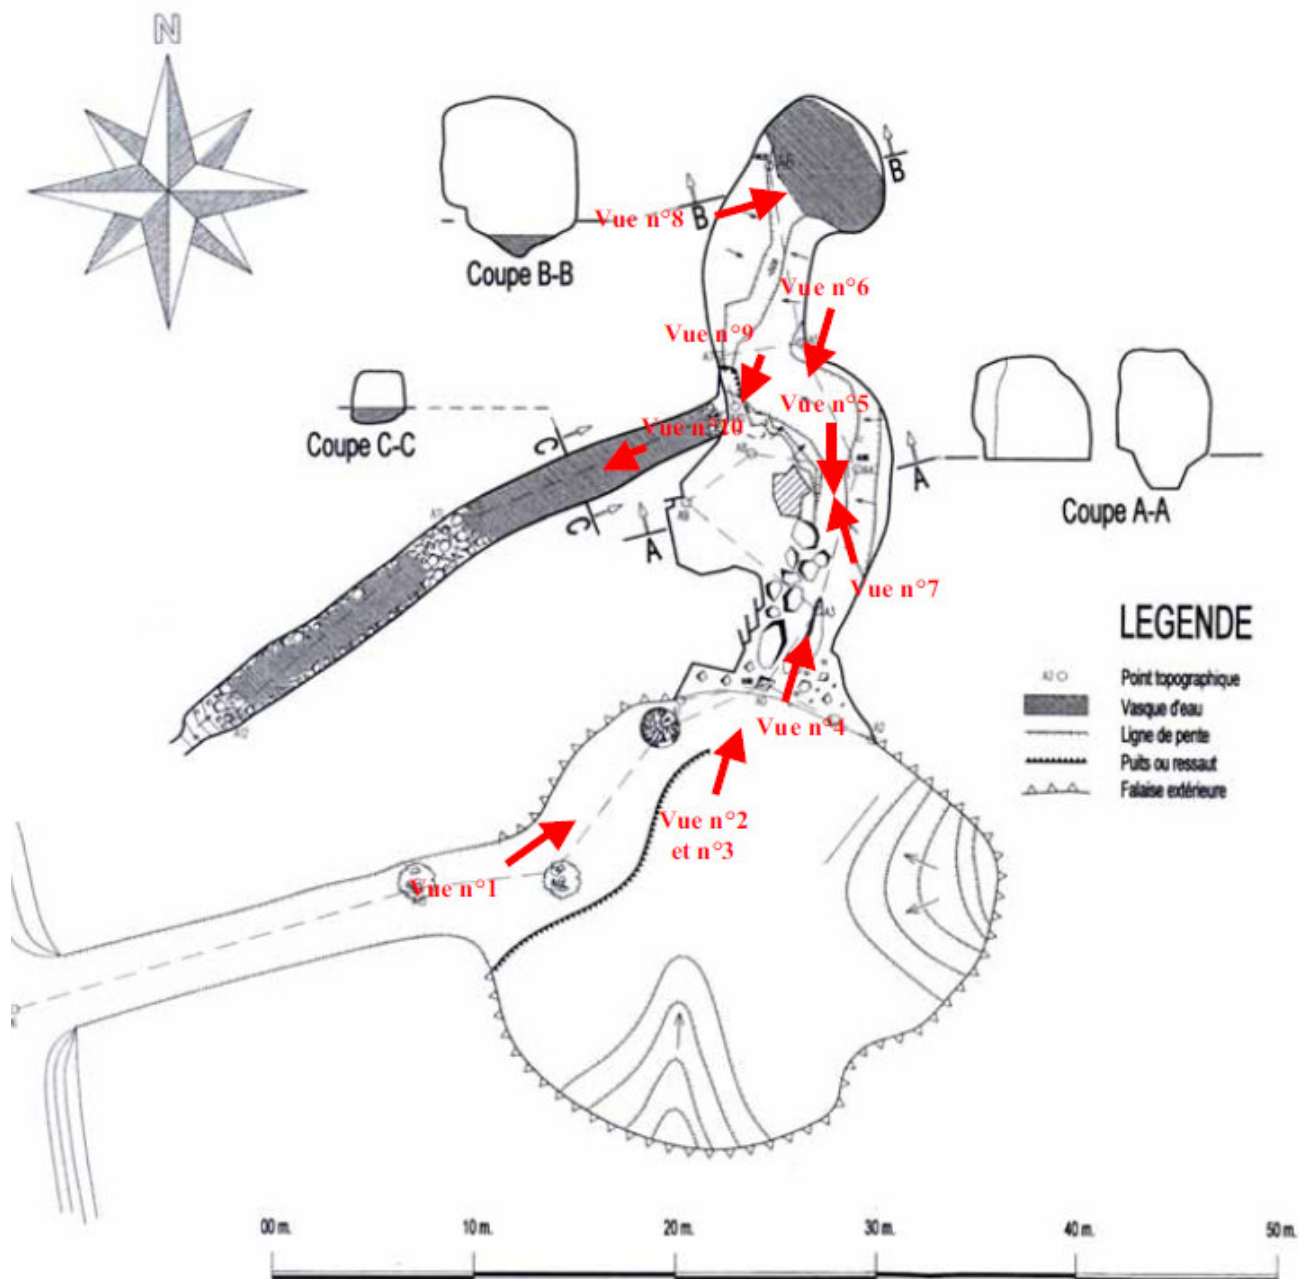 N
B
B
Vue n°8
Coupe B-B
Vue n°6
Vue n°9
Vue n°5
Vue n°10
C
Coupe C-C
C
A
A
Coupe A-A
Vue n°7
LEGENDE
Point topographique
Vasque d'eau
Ligne de pente
Puits ou ressaut
Falaise extérieure
Vue n°4
Vue n°2
et n°3
Vue n°1
00 m.
10 m.
20 m.
30 m.
40 m.
50 m.